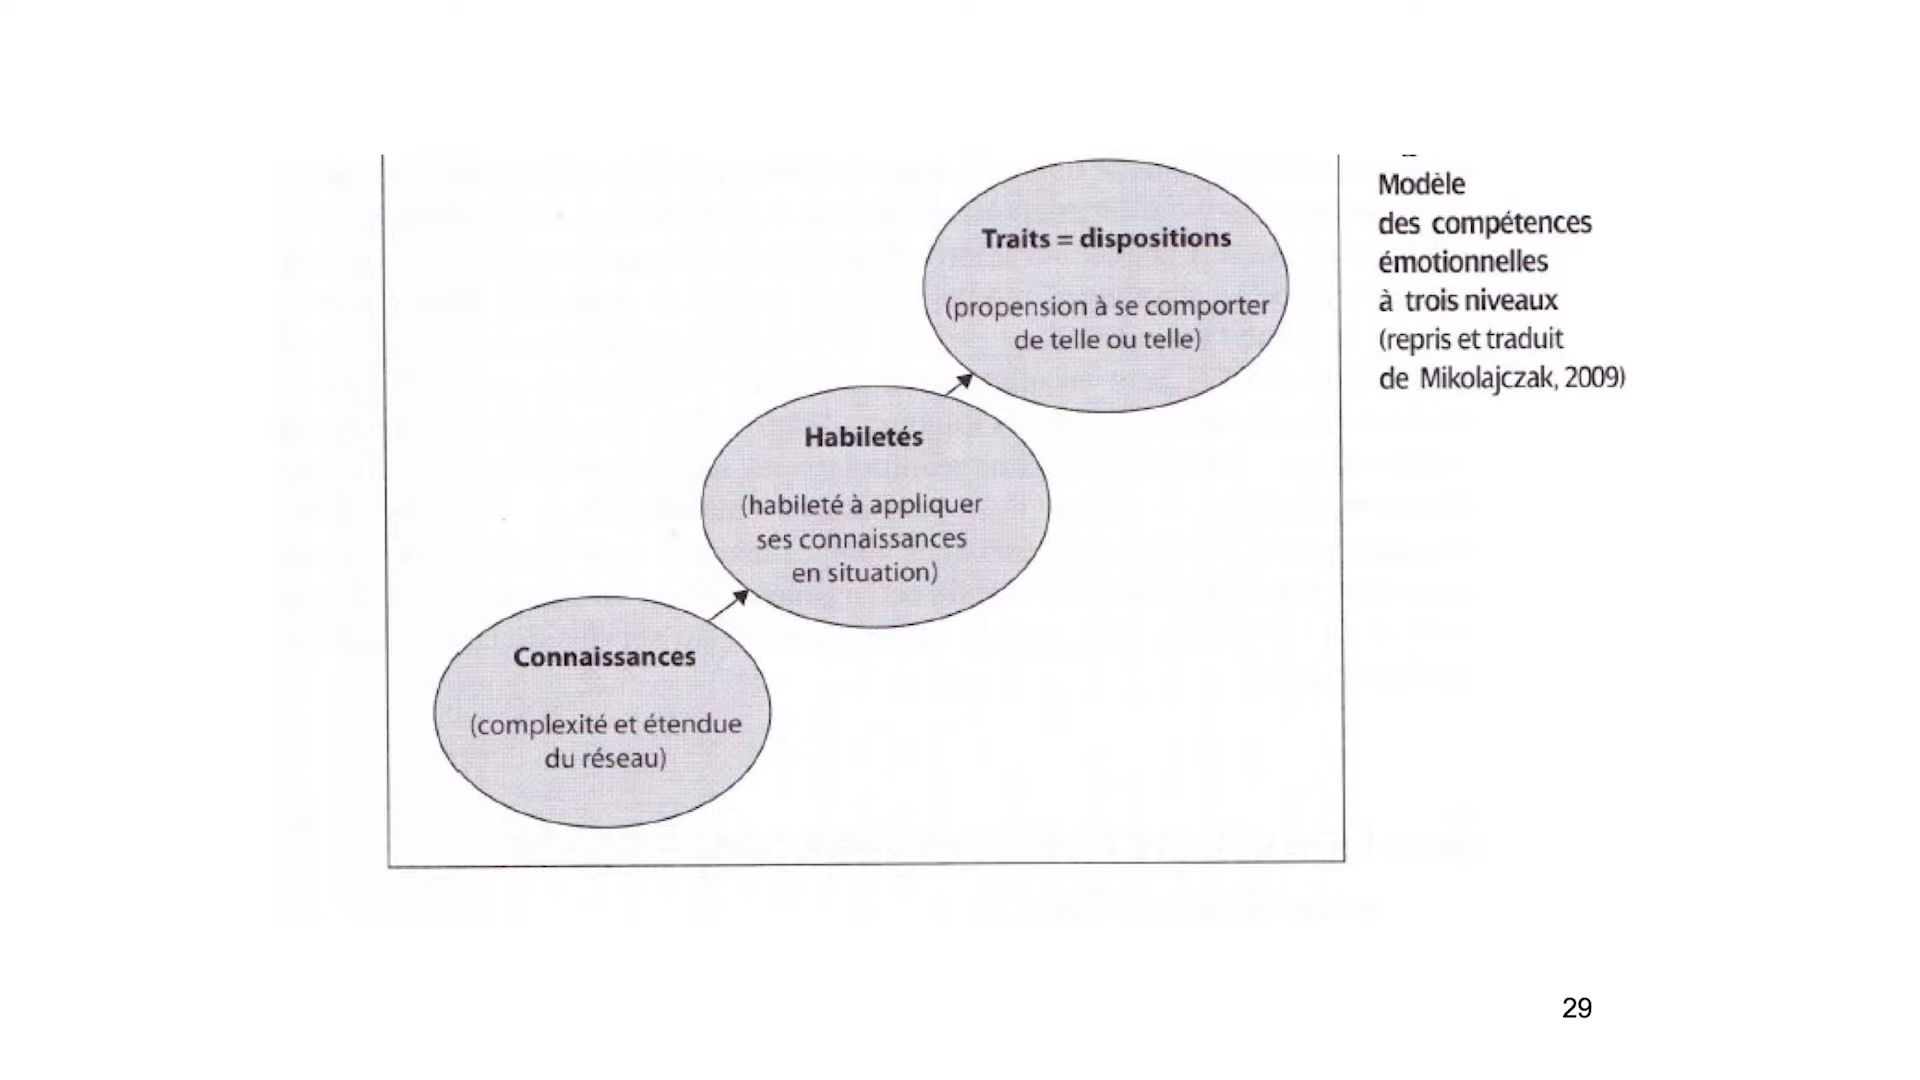 Modèle
des compétences
émotionnelles
à trois niveaux
(repris et traduit
de Mikolajczak, 2009)
Traits = dispositions
(propension à se comporter
de telle ou telle)
Habiletés
(habileté à appliquer
ses connaissances
en situation)
Connaissances
(complexité et étendue
du réseau)
29